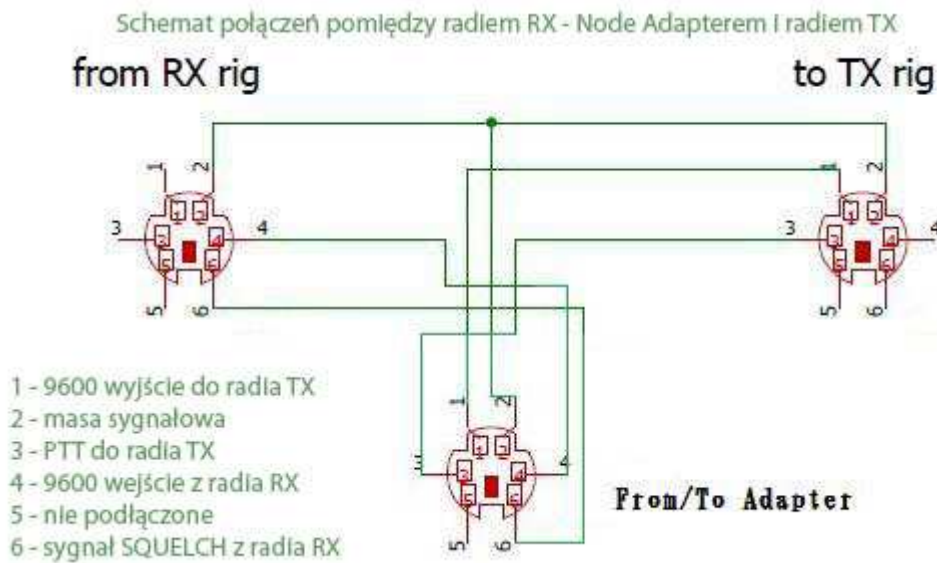 Schemat połączeń pomiędzy radiem RX - Node Adapterem i radiem TX
from RX rig
to TX rig
1 2
1 2
3 4
3 4
5 6
5 6
1 - 9600 wyjście do radia TX
2 - masa sygnałowa
3 - PTT do radia TX
4 - 9600 wejście z radia RX
5 - nie podłączone
6 - sygnał SQUELCH z radia RX
1 2
3 4
5 6
From/To Adapter